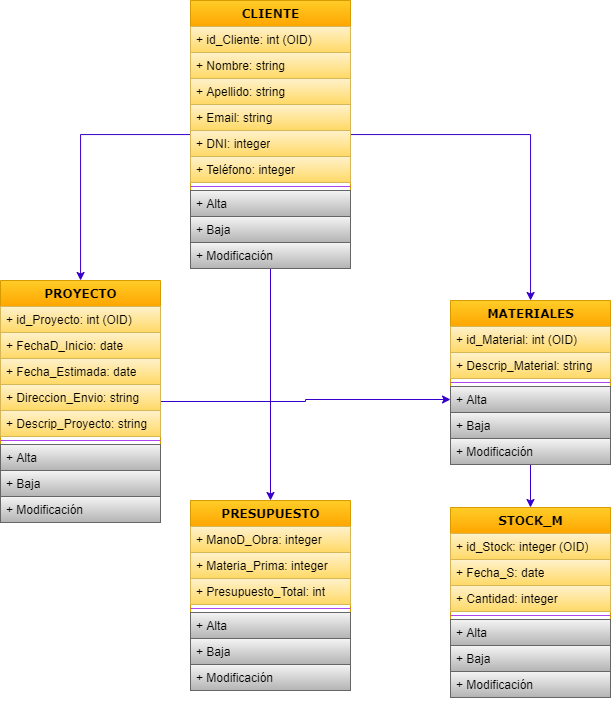 CLIENTE
+ id_Cliente: int (OID)
+ Nombre: string
+ Apellido: string
+ Email: string
+ DNI: integer
+ Teléfono: integer
+ Alta
+ Baja
+ Modificación
PROYECTO
+ id_Proyecto: int (OID)
+ FechaD_Inicio: date
+ Fecha_Estimada: date
+ Direccion_Envio: string
+ Descrip_Proyecto: string
+ Alta
+ Baja
+ Modificación
MATERIALES
+ id_Material: int (OID)
+ Descrip_Material: string
+ Alta
+ Baja
+ Modificación
PRESUPUESTO
+ ManoD_Obra: integer
+ Materia_Prima: integer
+ Presupuesto_Total: int
+ Alta
+ Baja
+ Modificación
STOCK_M
+ id_Stock: integer (OID)
+ Fecha_S: date
+ Cantidad: integer
+ Alta
+ Baja
+ Modificación